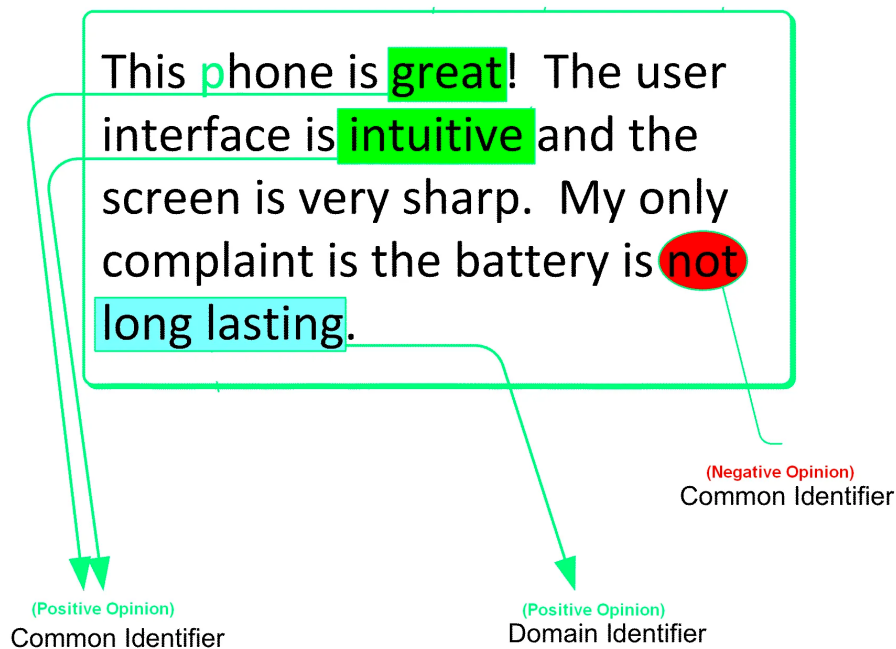 This phone is great! The user
interface is intuitive and the
screen is very sharp. My only
complaint is the battery is not
long lasting.
(Negative Opinion)
Common Identifier
(Positive Opinion)
Common Identifier
(Positive Opinion)
Domain Identifier